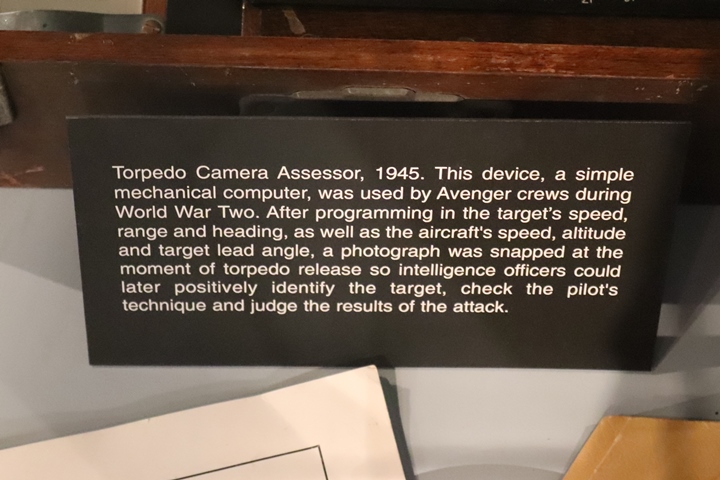 Torpedo Camera Assessor, 1945. This device, a simple
mechanical computer, was used by Avenger crews during
World War Two. After programming in the target's speed,
range and heading, as well as the aircraft's speed, altitude
and target lead angle, a photograph was snapped at the
moment of torpedo release so intelligence officers could
later positively identify the target, check the pilot's
technique and judge the results of the attack.